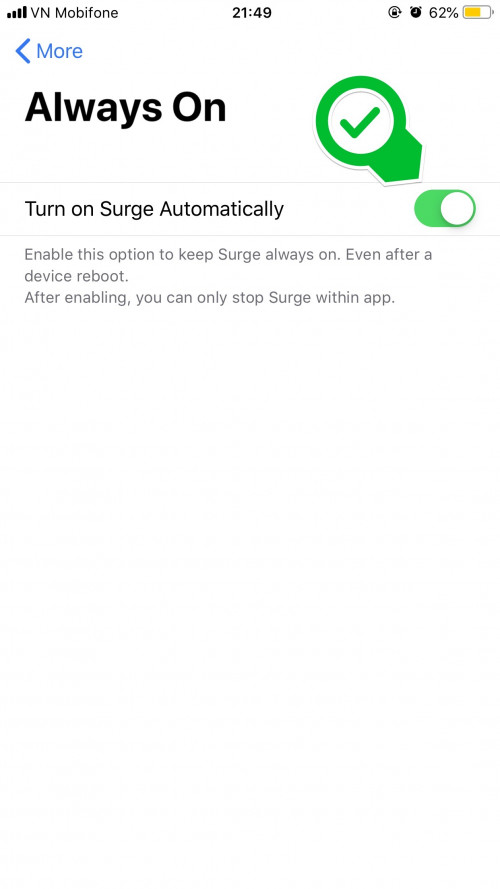 VN Mobifone 21:49 62%
More
Always On
Turn on Surge Automatically
Enable this option to keep Surge always on. Even after a
device reboot.
After enabling, you can only stop Surge within app.